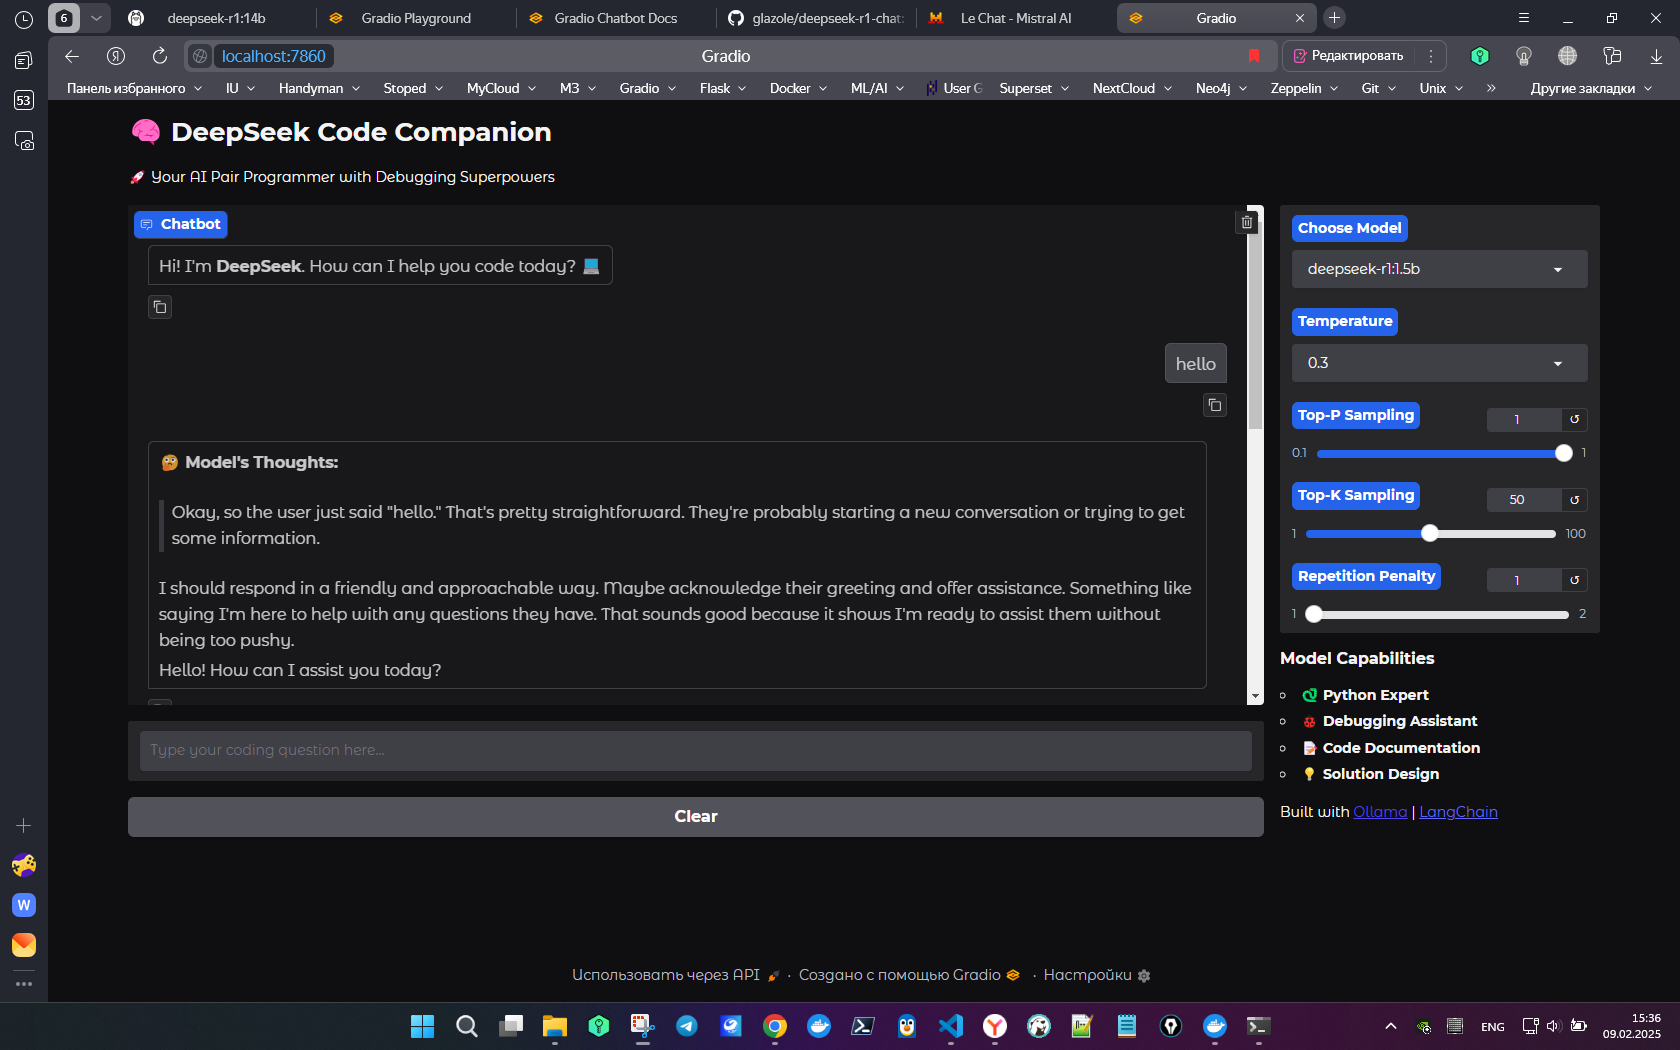 6
deepseek-r1:14b
Gradio Playground
Gradio Chatbot Docs
glazole/deepseek-r1-chat:
Le Chat - Mistral AI
Gradio
localhost:7860
Gradio
Редактировать
53
Панель избранного
IU
Handyman
Stoped
MyCloud
МЗ
Gradio
Flask
Docker
ML/AI
User G
Superset
NextCloud
Neo4j
Zeppelin
Git
Unix
»
Другие закладки
DeepSeek Code Companion
Your AI Pair Programmer with Debugging Superpowers
Chatbot
Hi! I'm DeepSeek. How can I help you code today?
hello
Model's Thoughts:
Okay, so the user just said "hello." That's pretty straightforward. They're probably starting a new conversation or trying to get
some information.
I should respond in a friendly and approachable way. Maybe acknowledge their greeting and offer assistance. Something like
saying I'm here to help with any questions they have. That sounds good because it shows I'm ready to assist them without
being too pushy.
Hello! How can I assist you today?
Type your coding question here...
Clear
Choose Model
deepseek-r1:1.5b
Temperature
0.3
Top-P Sampling
1
0.1
1
Top-K Sampling
50
1
100
Repetition Penalty
1
1
2
Model Capabilities
Python Expert
Debugging Assistant
Code Documentation
Solution Design
Built with Ollama | LangChain
Использовать через API · Создано с помощью Gradio · Настройки
W
ENG
15:36
09.02.2025